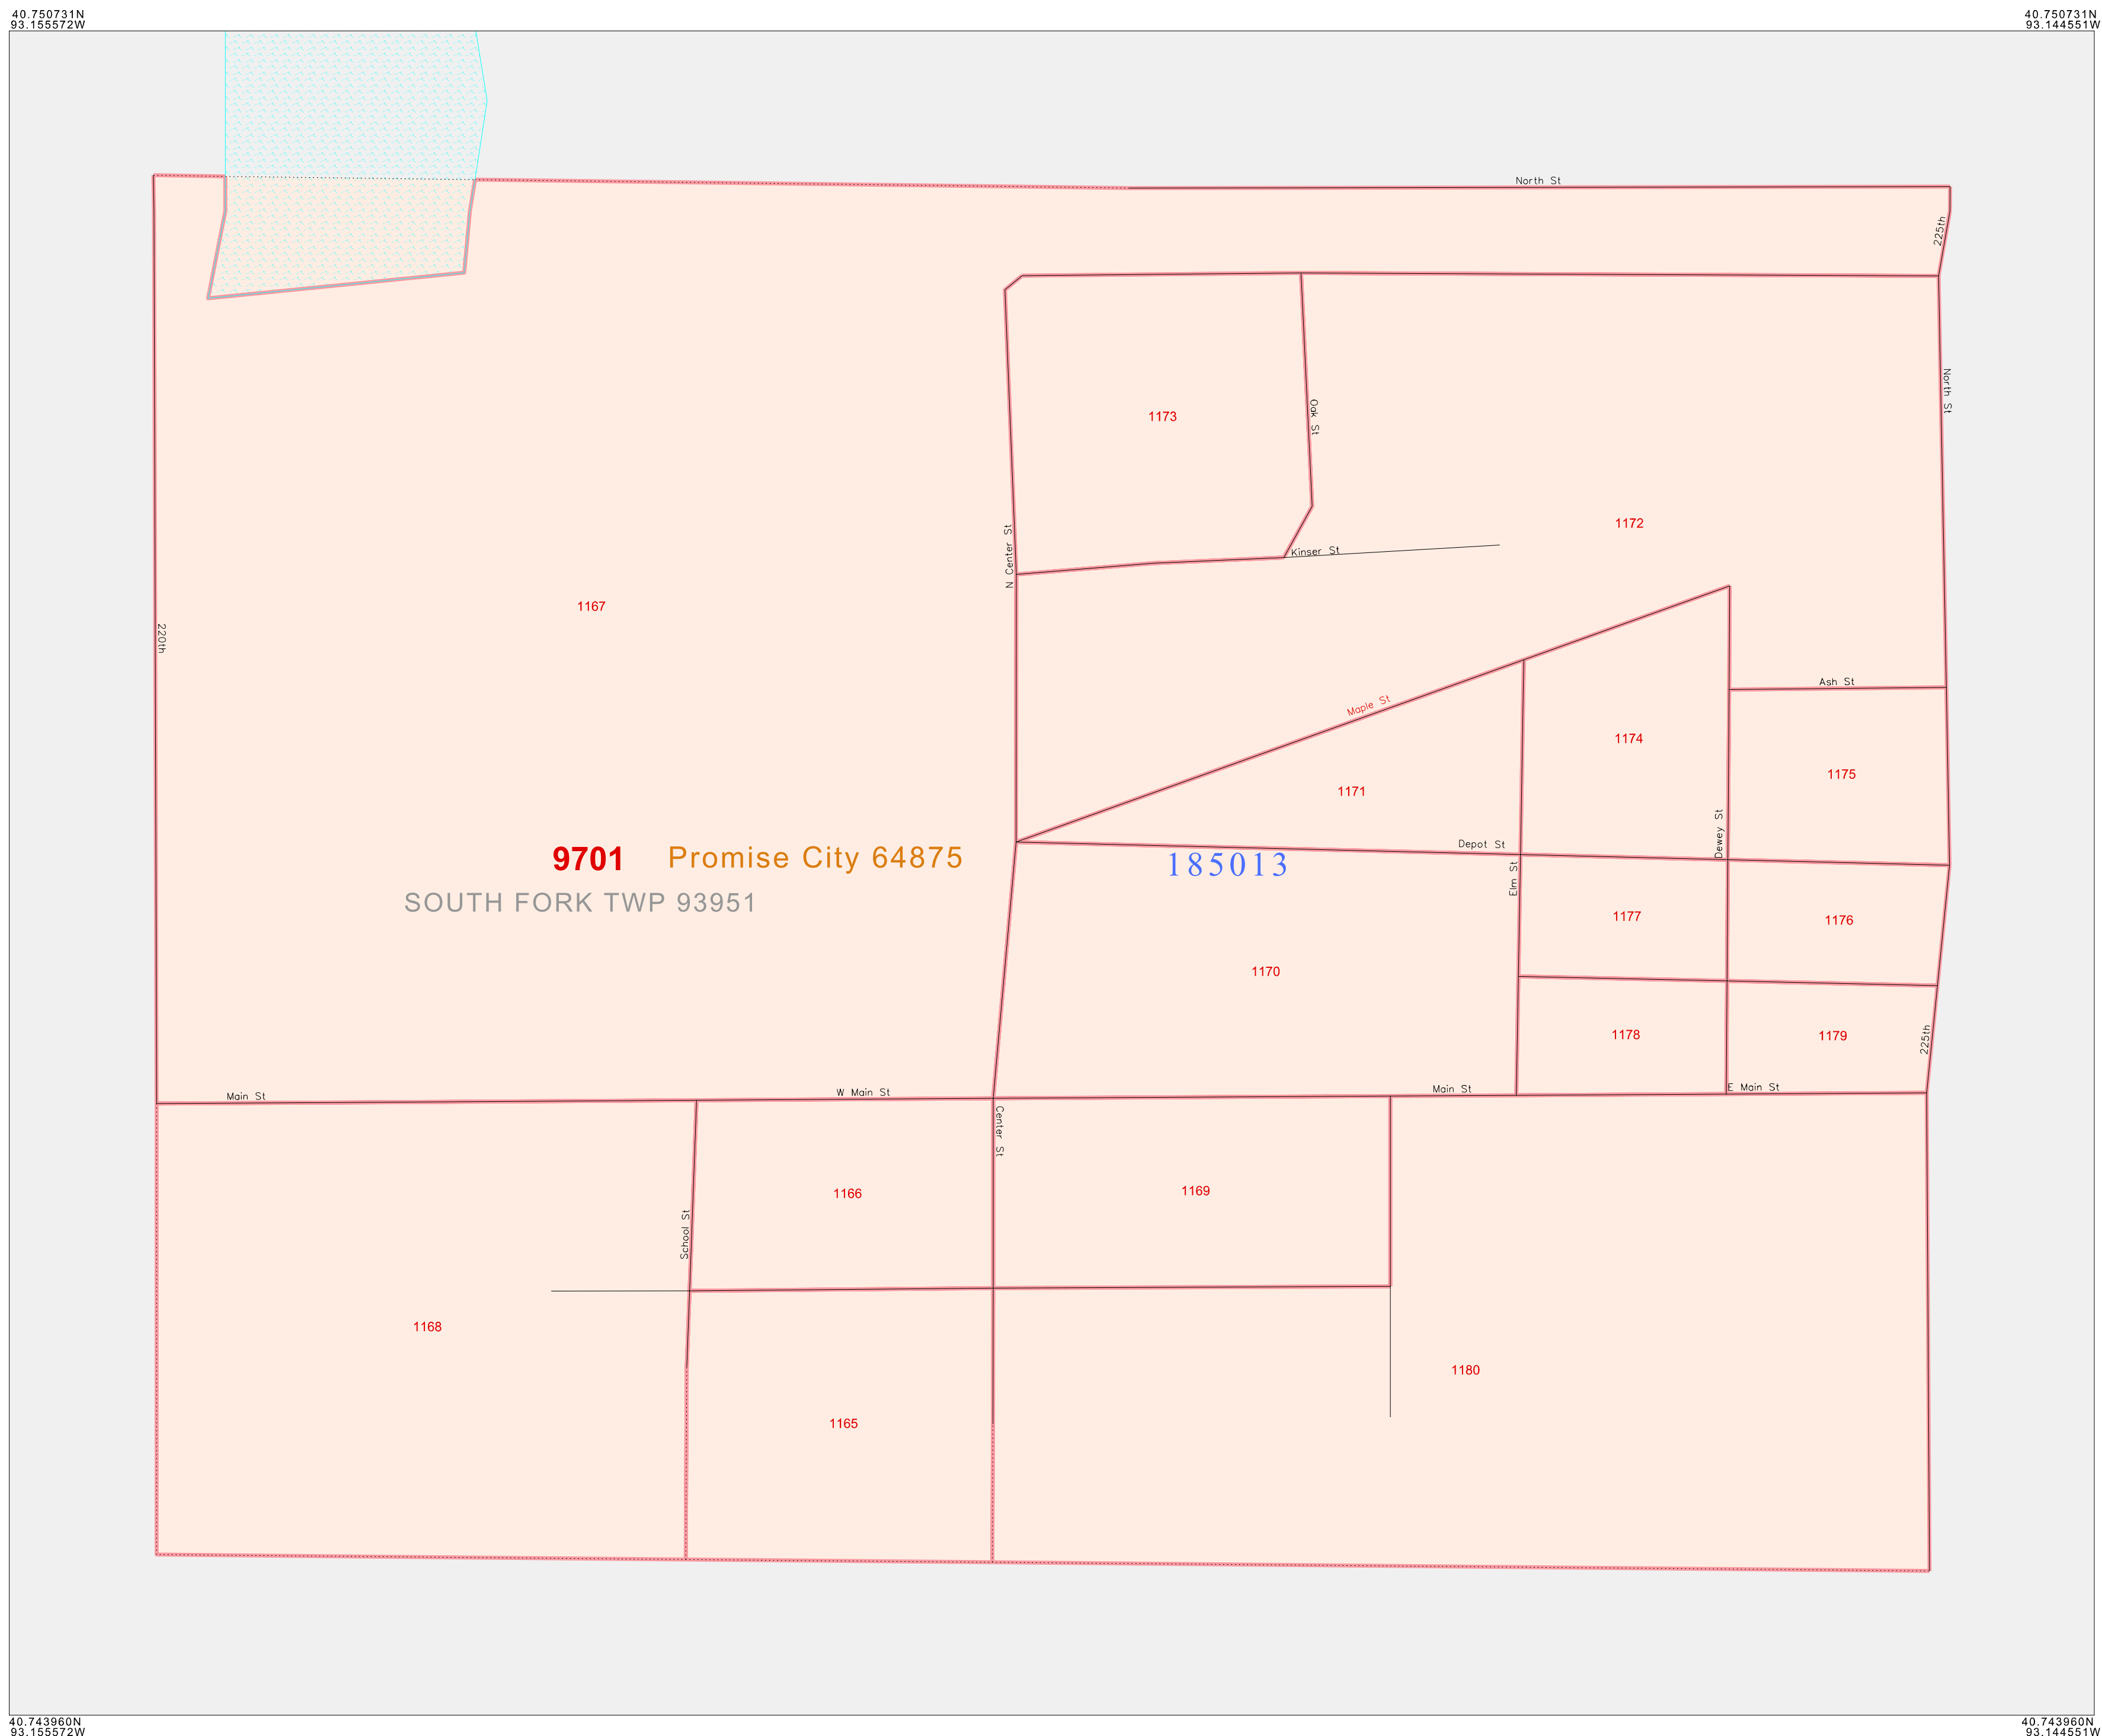 40.750731N
93.155572W
40.750731N
93.144551W
North St
225th
North St
1173
Oak St
1172
N Center St
Kinser St
1167
220th
Ash St
Maple St
1174
1175
1171
Dewey St
Depot St
9701
Promise City 64875
185013
Elm St
SOUTH FORK TWP 93951
1177
1176
1170
1178
1179
225th
Main St
W Main St
Main St
E Main St
Center St
1166
1169
School St
1168
1180
1165
40.743960N
93.155572W
40.743960N
93.144551W